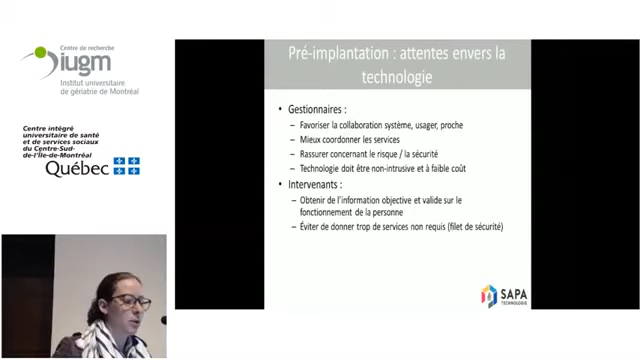 Centre de recherche
iugm
Institut universitaire
de gériatrie de Montréal
Centre intégré
universitaire de santé
et de services sociaux
du Centre-Sud-
de-l'Île-de-Montréal
Québec
Pré-implantation : attentes envers la
technologie
• Gestionnaires :
– Favoriser la collaboration système, usager, proche
– Mieux coordonner les services
– Rassurer concernant le risque / la sécurité
– Technologie doit être non-intrusive et à faible coût
• Intervenants :
– Obtenir de l'information objective et valide sur le
fonctionnement de la personne
– Éviter de donner trop de services non requis (filet de sécurité)
SAPA
TECHNOLOGIE